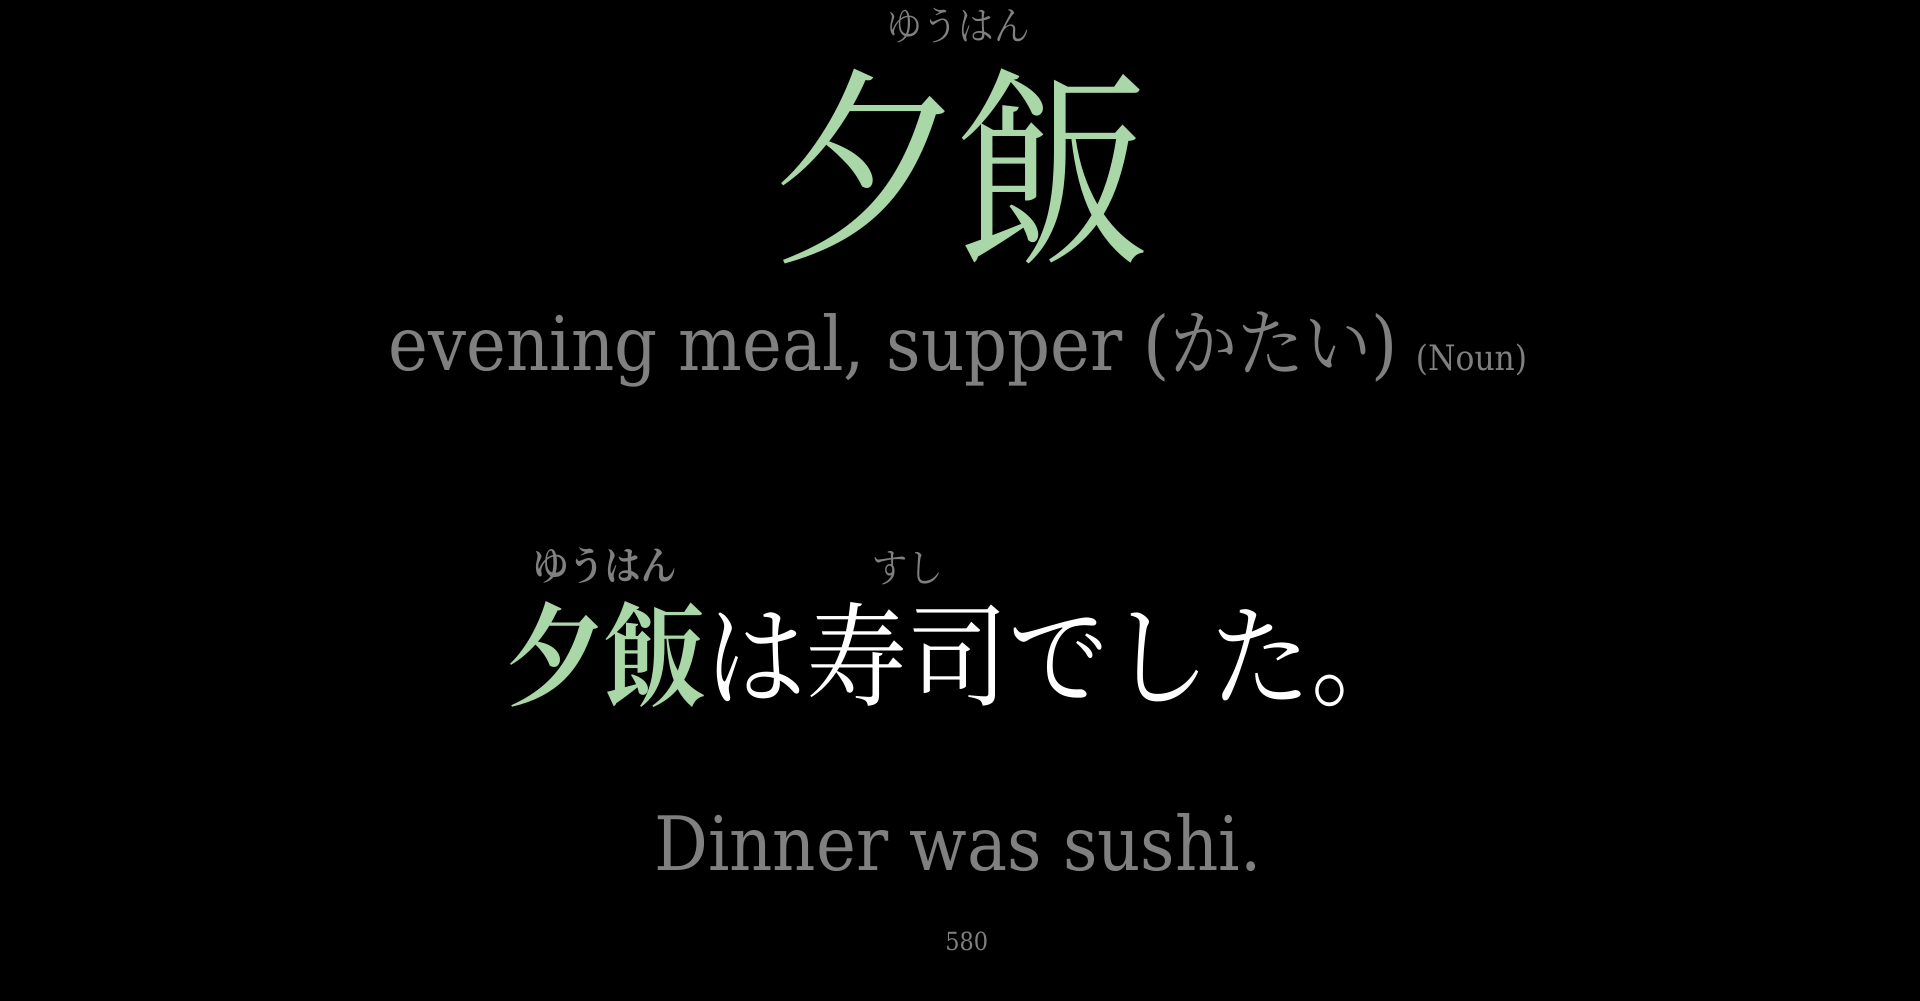 ゆうはん
夕飯
evening meal, supper (かたい) (Noun)
ゆうはん すし
夕飯は寿司でした。
Dinner was sushi.
580